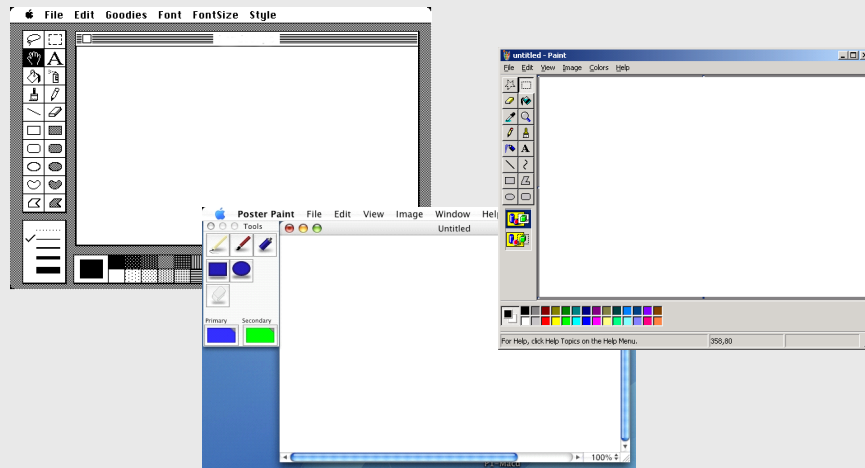 File Edit Goodies Font FontSize Style
A
untitled - Paint
File Edit View Image Colors Help
A
Poster Paint File Edit View Image Window Help
Tools
Untitled
Primary Secondary
For Help, click Help Topics on the Help Menu.
358,80
100%